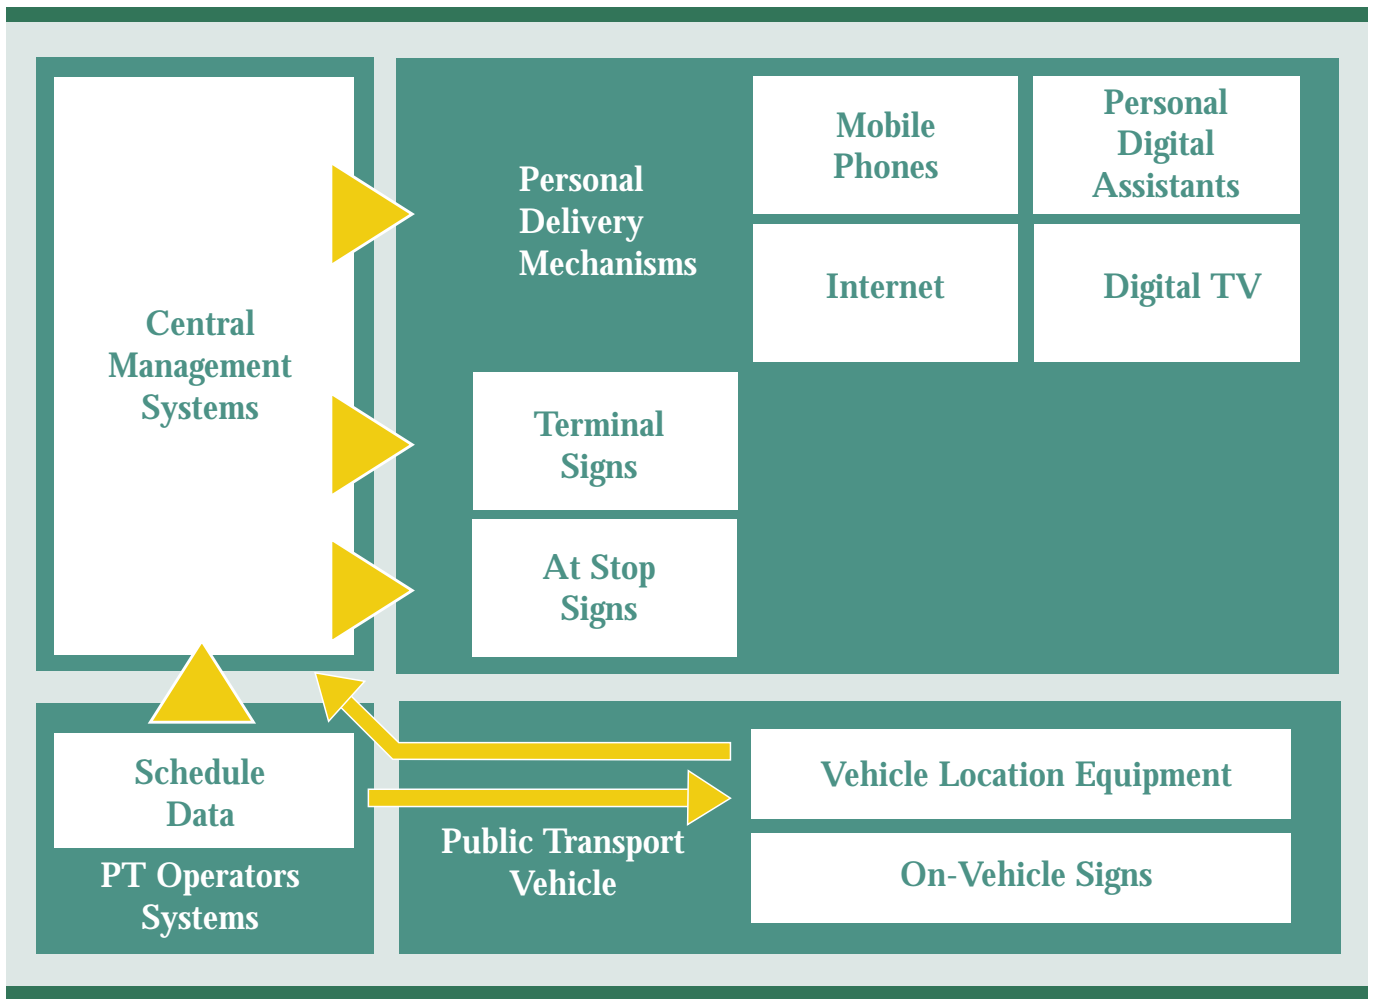 Central
Management
Systems
Personal
Delivery
Mechanisms
Mobile
Phones
Personal
Digital
Assistants
Internet
Digital TV
Terminal
Signs
At Stop
Signs
Schedule
Data
PT Operators
Systems
Public Transport
Vehicle
Vehicle Location Equipment
On-Vehicle Signs